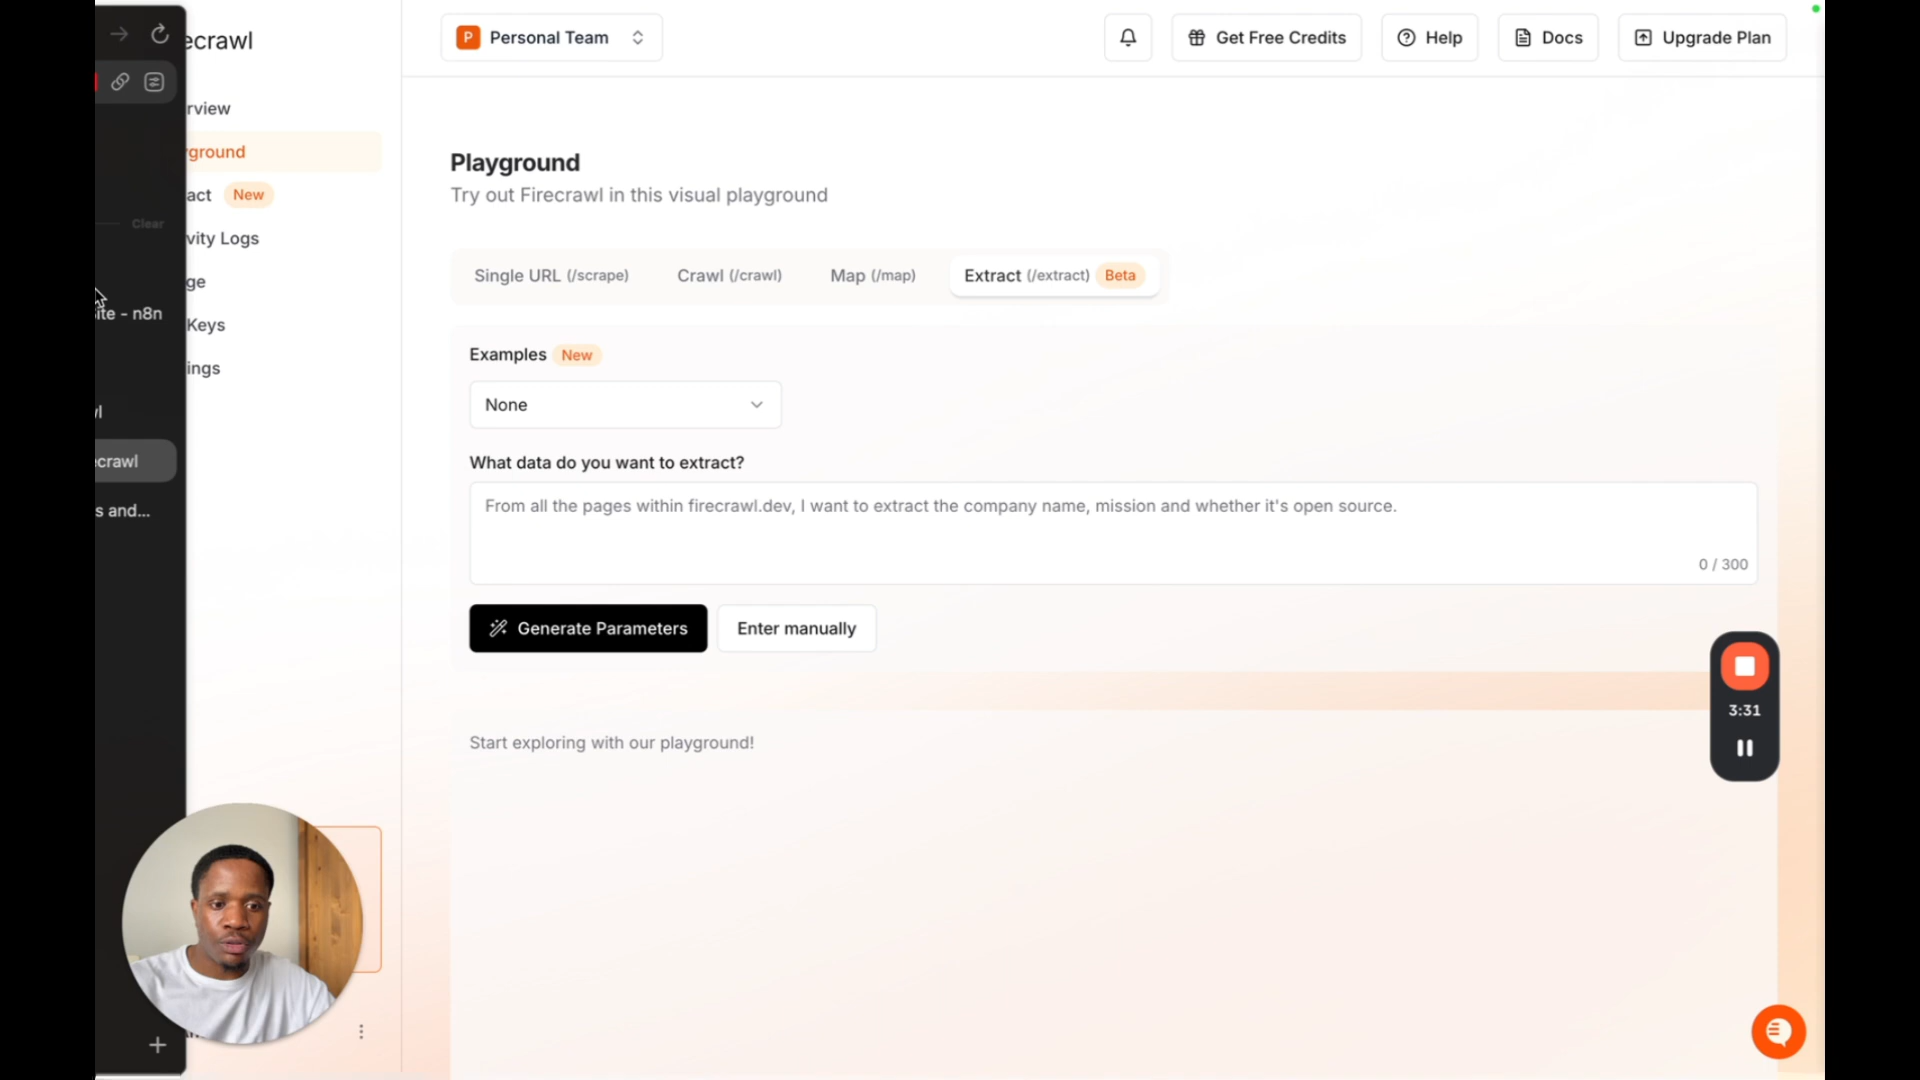 ecrawl
Personal Team
Get Free Credits
Help
Docs
Upgrade Plan
rview
yground
act New
vity Logs
ge
Keys
ings
Clear
ite - n8n
ecrawl
s and...
Playground
Try out Firecrawl in this visual playground
Single URL (/scrape)
Crawl (/crawl)
Map (/map)
Extract (/extract) Beta
Examples New
None
What data do you want to extract?
From all the pages within firecrawl.dev, I want to extract the company name, mission and whether it's open source.
0 / 300
Generate Parameters
Enter manually
Start exploring with our playground!
3:31
P